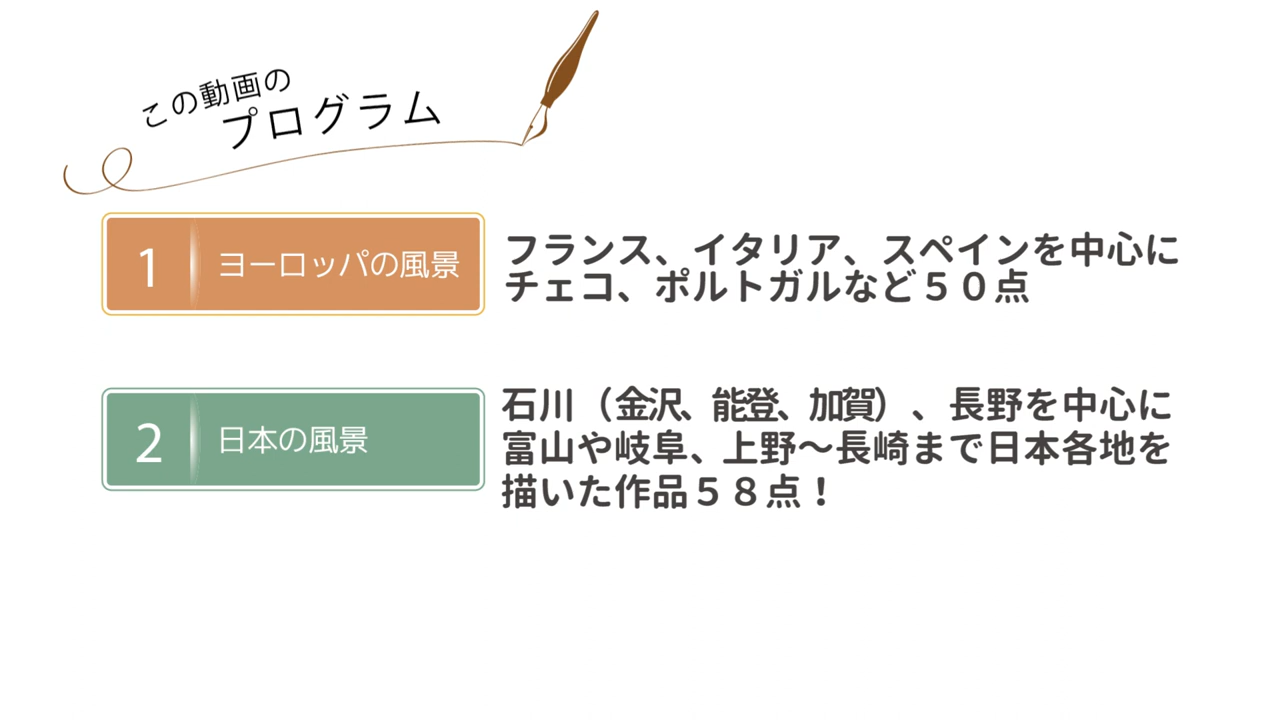 この動画の
プログラム
1 ヨーロッパの風景
フランス、イタリア、スペインを中心に
チェコ、ポルトガルなど５０点
2 日本の風景
石川（金沢、能登、加賀）、長野を中心に
富山や岐阜、上野～長崎まで日本各地を
描いた作品５８点！